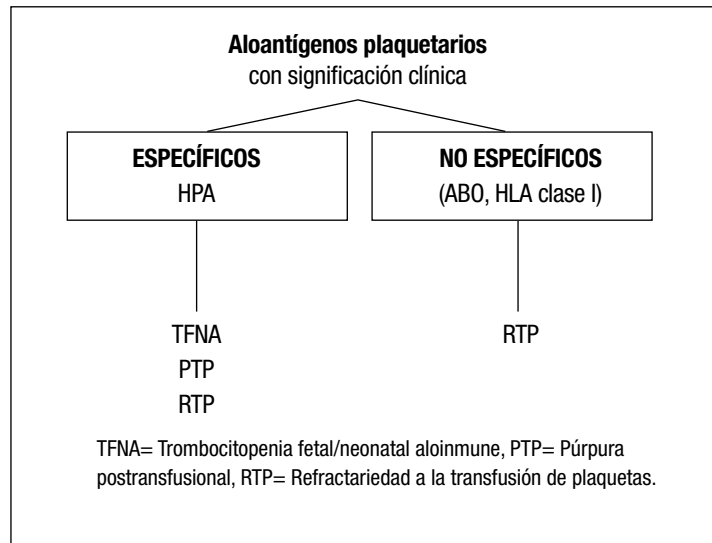 Aloantígenos plaquetarios
con significación clínica
ESPECÍFICOS
HPA
NO ESPECÍFICOS
(ABO, HLA clase I)
TFNA
PTP
RTP
RTP
TFNA= Trombocitopenia fetal/neonatal aloinmune, PTP= Púrpura
postransfusional, RTP= Refractariedad a la transfusión de plaquetas.